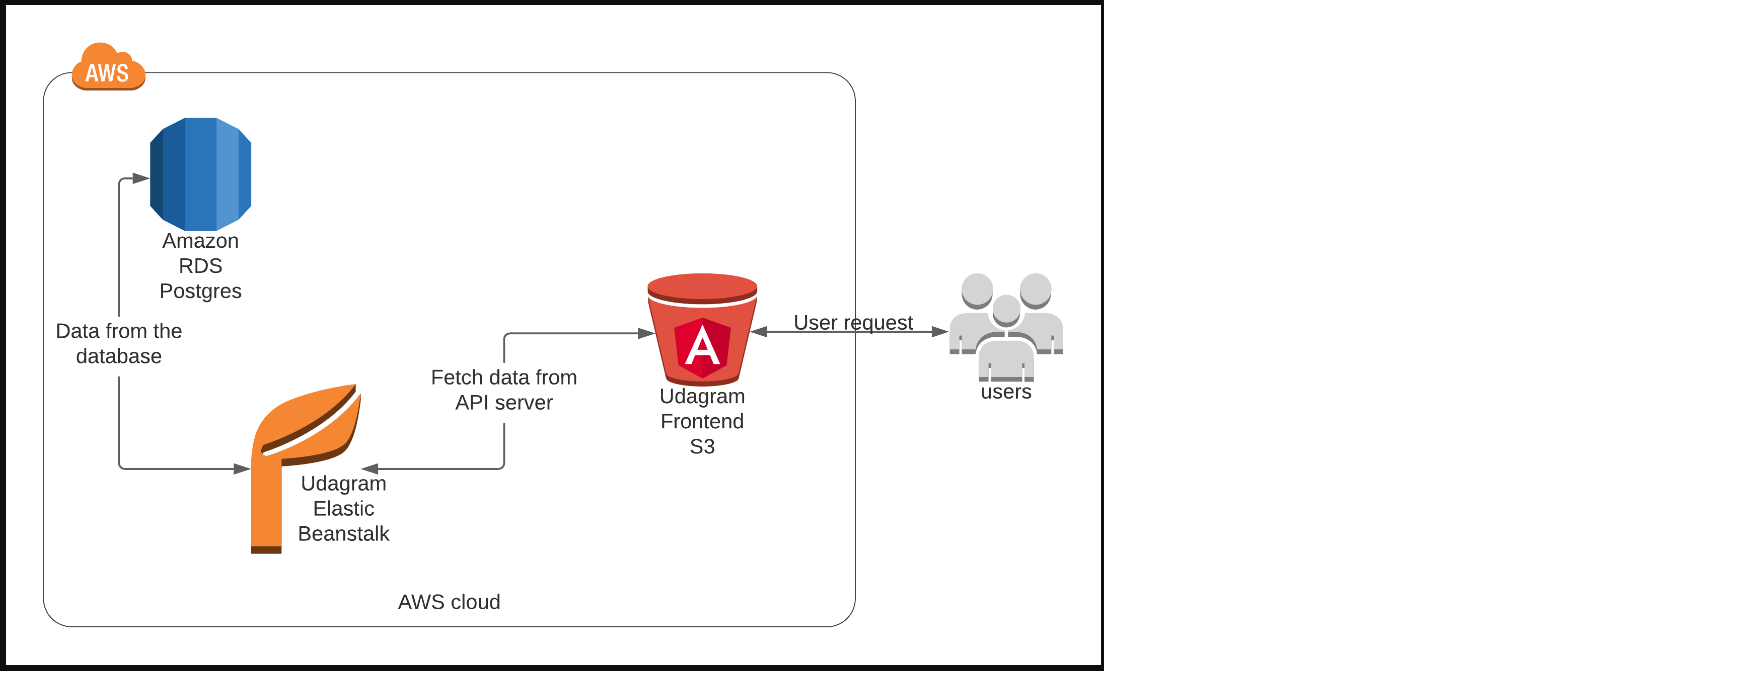 AWS
Amazon
RDS
Postgres
Data from the
database
Udagram
Elastic
Beanstalk
Fetch data from
API server
A
Udagram
Frontend
S3
User request
users
AWS cloud